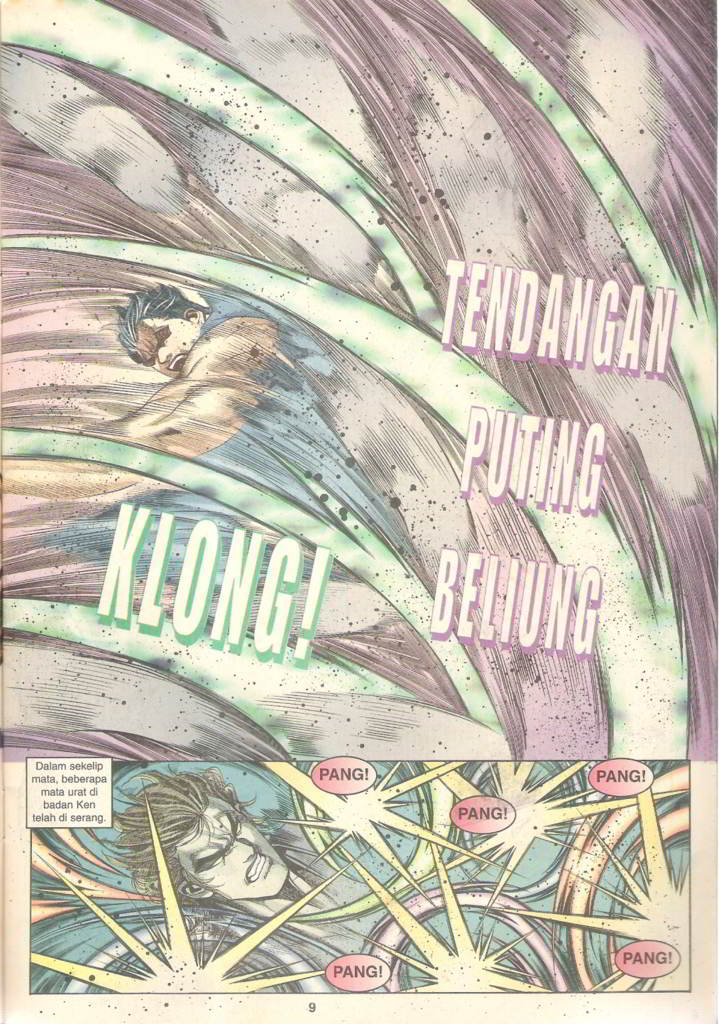 TENDANGAN
PUTING
BELIUNG
KLONG!
Dalam sekelip
mata, beberapa
mata urat di
badan Ken
telah di serang.
PANG!
PANG!
PANG!
PANG!
PANG!
9